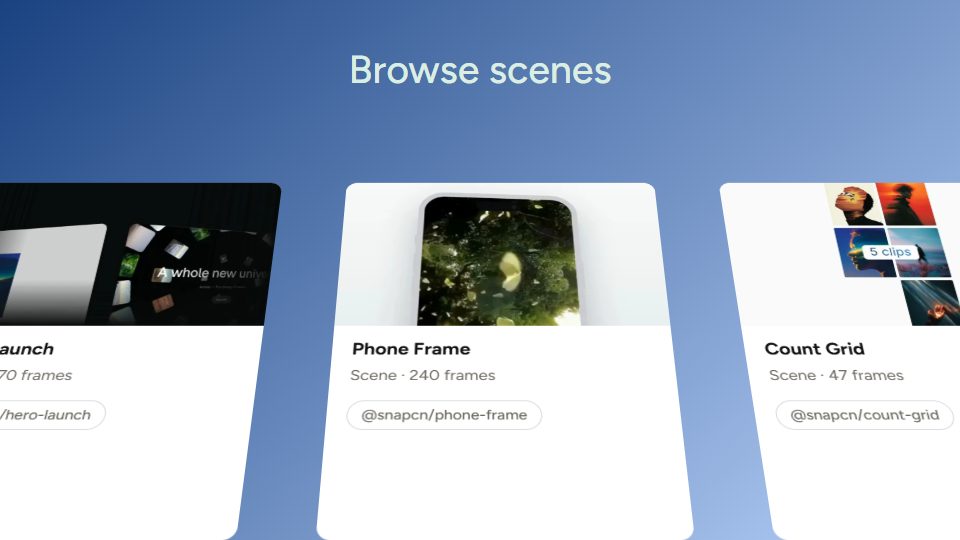 Browse scenes
A whole new unive
5 clips
aunch
70 frames
/hero-launch
Phone Frame
Scene · 240 frames
@snapcn/phone-frame
Count Grid
Scene · 47 frames
@snapcn/count-grid